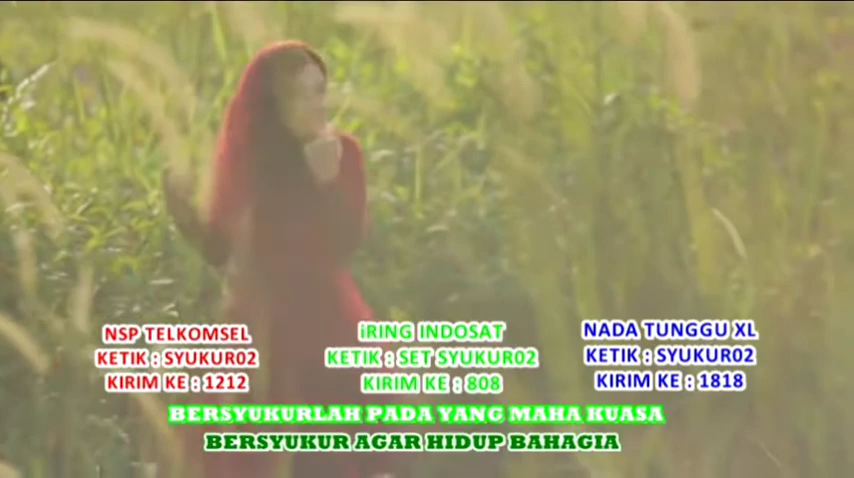 NSP TELKOMSEL
KETIK : SYUKUR02
KIRIM KE : 1212
iRING INDOSAT
KETIK : SET SYUKUR02
KIRIM KE : 808
NADA TUNGGU XL
KETIK : SYUKUR02
KIRIM KE : 1818
BERSYUKURLAH PADA YANG MAHA KUASA
BERSYUKUR AGAR HIDUP BAHAGIA